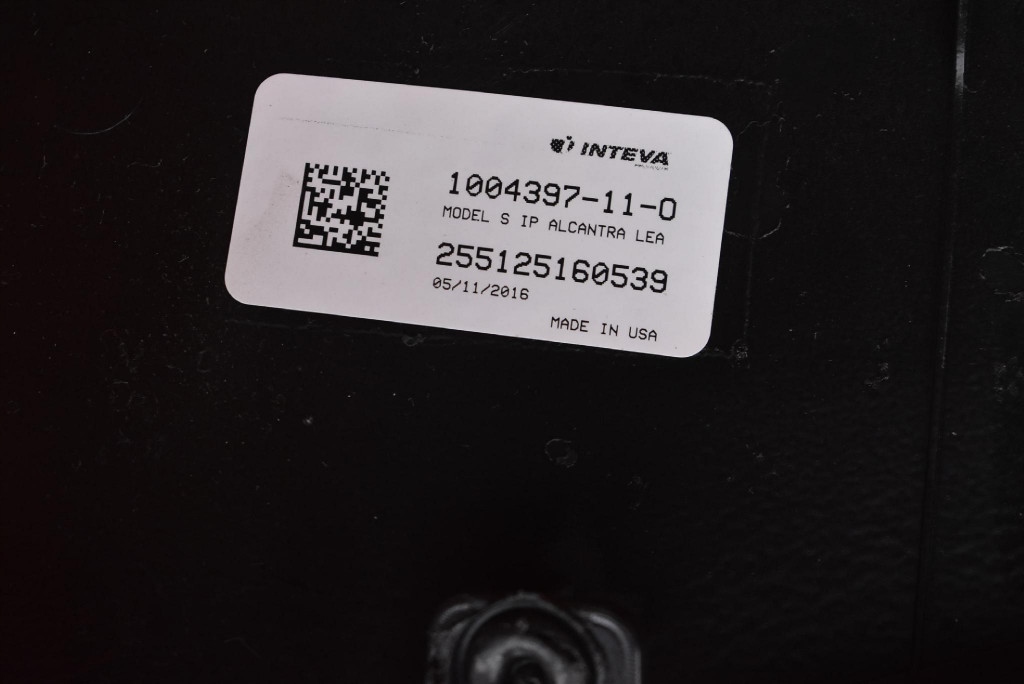 INTEVA
1004397-11-0
MODEL S IP ALCANTRA LEA
255125160539
05/11/2016
MADE IN USA